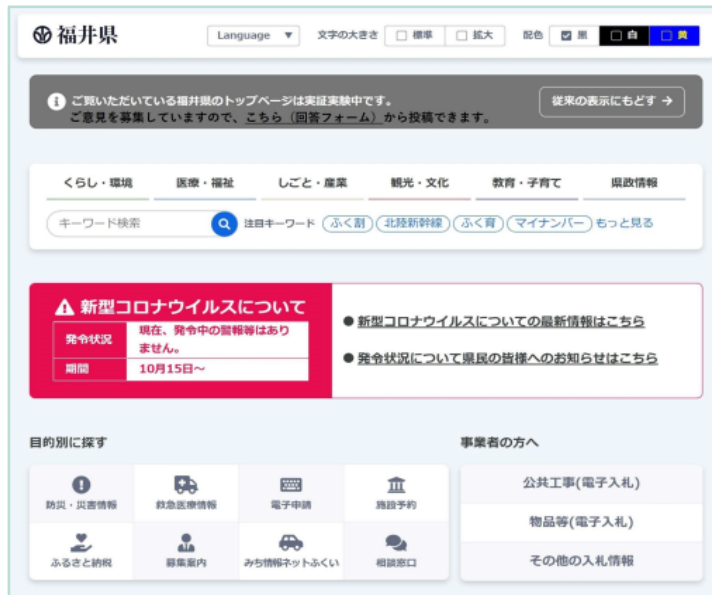 福井県
Language ▼
文字の大きさ 標準 拡大
配色 黒 白 黄
ご覧いただいている福井県のトップページは実証実験中です。
ご意見を募集していますので、こちら（回答フォーム）から投稿できます。
従来の表示にもどす →
くらし・環境 医療・福祉 しごと・産業 観光・文化 教育・子育て 県政情報
キーワード検索 注目キーワード ふく割 北陸新幹線 ふく育 マイナンバー もっと見る
新型コロナウイルスについて
発令状況 現在、発令中の警報等はあり
ません。
期間 10月15日～
●新型コロナウイルスについての最新情報はこちら
●発令状況について県民の皆様へのお知らせはこちら
目的別に探す
防災・災害情報 救急医療情報 電子申請 施設予約
ふるさと納税 募集案内 みち情報ネットふくい 相談窓口
事業者の方へ
公共工事(電子入札)
物品等(電子入札)
その他の入札情報